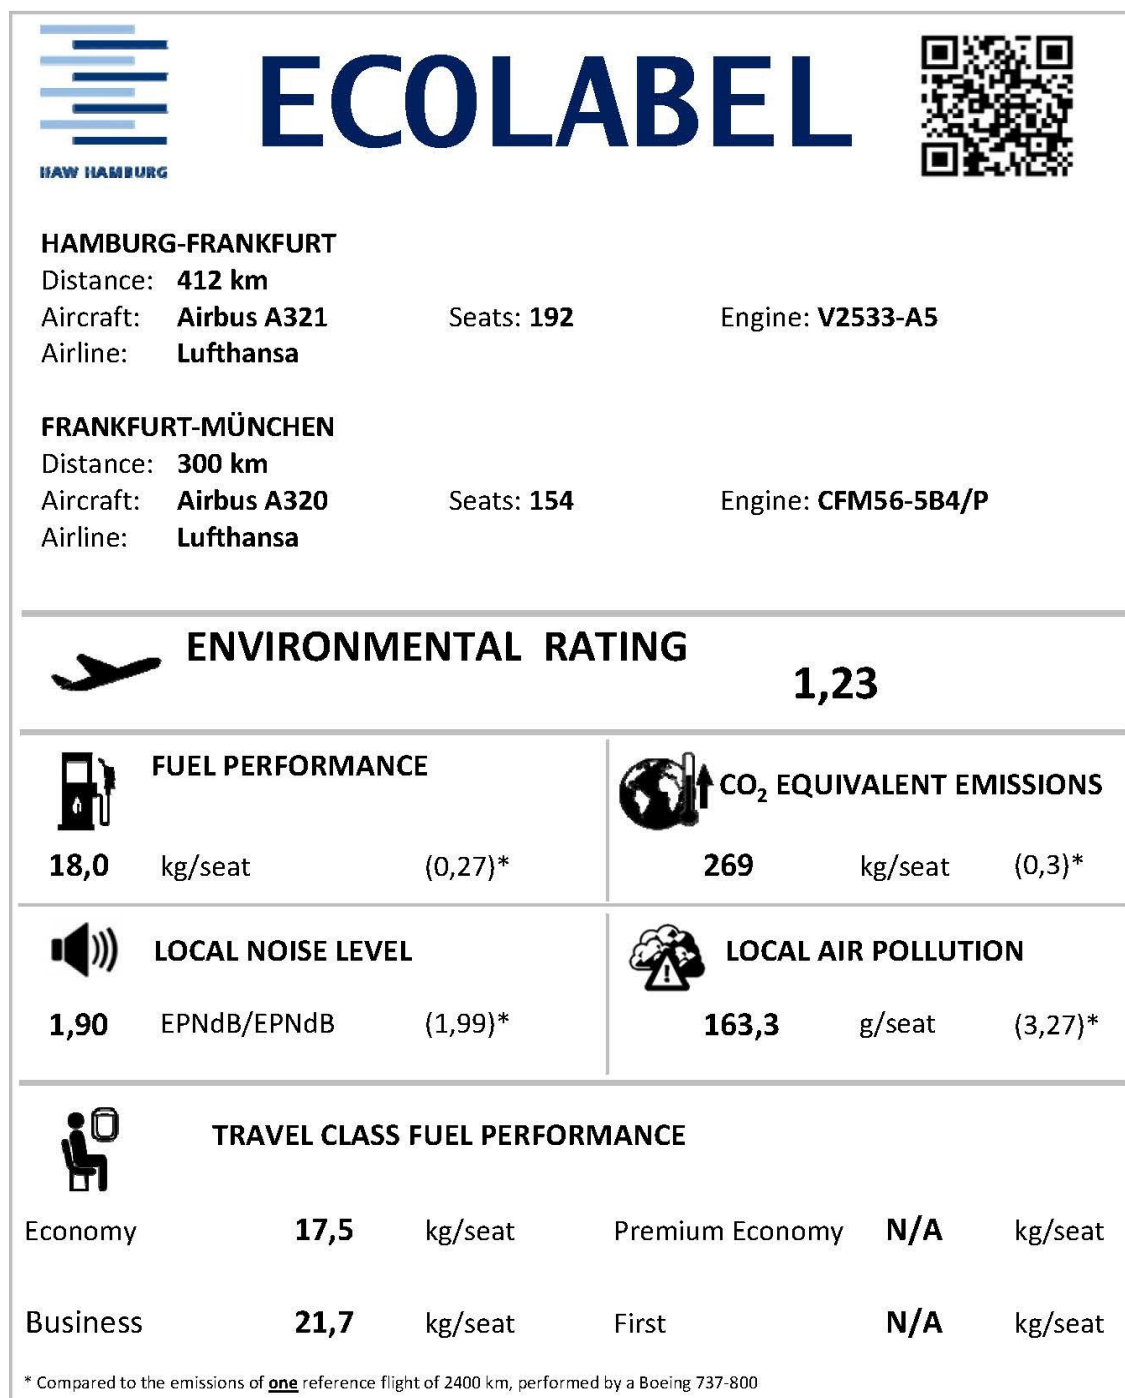 HAW HAMBURG
ECOLABEL
HAMBURG-FRANKFURT
Distance: 412 km
Aircraft: Airbus A321 Seats: 192 Engine: V2533-A5
Airline: Lufthansa
FRANKFURT-MÜNCHEN
Distance: 300 km
Aircraft: Airbus A320 Seats: 154 Engine: CFM56-5B4/P
Airline: Lufthansa
ENVIRONMENTAL RATING
1,23
FUEL PERFORMANCE
18,0 kg/seat (0,27)*
CO₂ EQUIVALENT EMISSIONS
269 kg/seat (0,3)*
LOCAL NOISE LEVEL
1,90 EPNdB/EPNdB (1,99)*
LOCAL AIR POLLUTION
163,3 g/seat (3,27)*
TRAVEL CLASS FUEL PERFORMANCE
Economy 17,5 kg/seat Premium Economy N/A kg/seat
Business 21,7 kg/seat First N/A kg/seat
* Compared to the emissions of one reference flight of 2400 km, performed by a Boeing 737-800